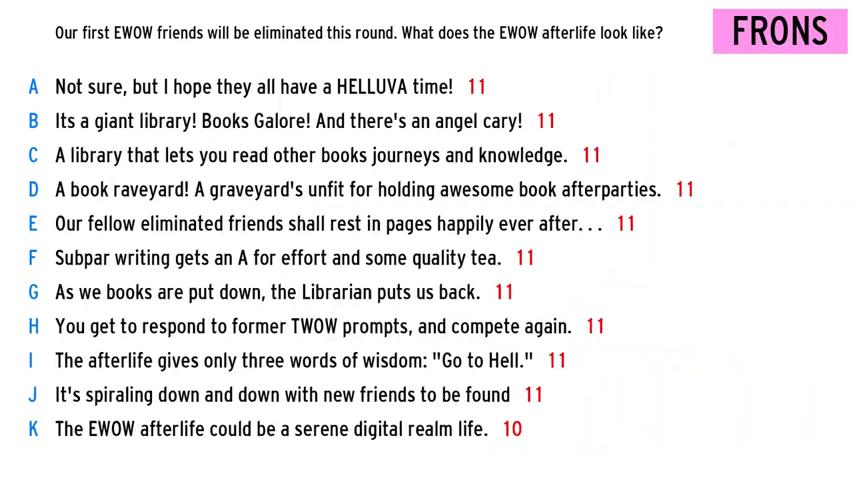 Our first EWOW friends will be eliminated this round. What does the EWOW afterlife look like?
FRONS
A Not sure, but I hope they all have a HELLUVA time! 11
B Its a giant library! Books Galore! And there's an angel cary! 11
C A library that lets you read other books journeys and knowledge. 11
D A book raveyard! A graveyard's unfit for holding awesome book afterparties. 11
E Our fellow eliminated friends shall rest in pages happily ever after... 11
F Subpar writing gets an A for effort and some quality tea. 11
G As we books are put down, the Librarian puts us back. 11
H You get to respond to former TWOW prompts, and compete again. 11
I The afterlife gives only three words of wisdom: "Go to Hell." 11
J It's spiraling down and down with new friends to be found 11
K The EWOW afterlife could be a serene digital realm life. 10